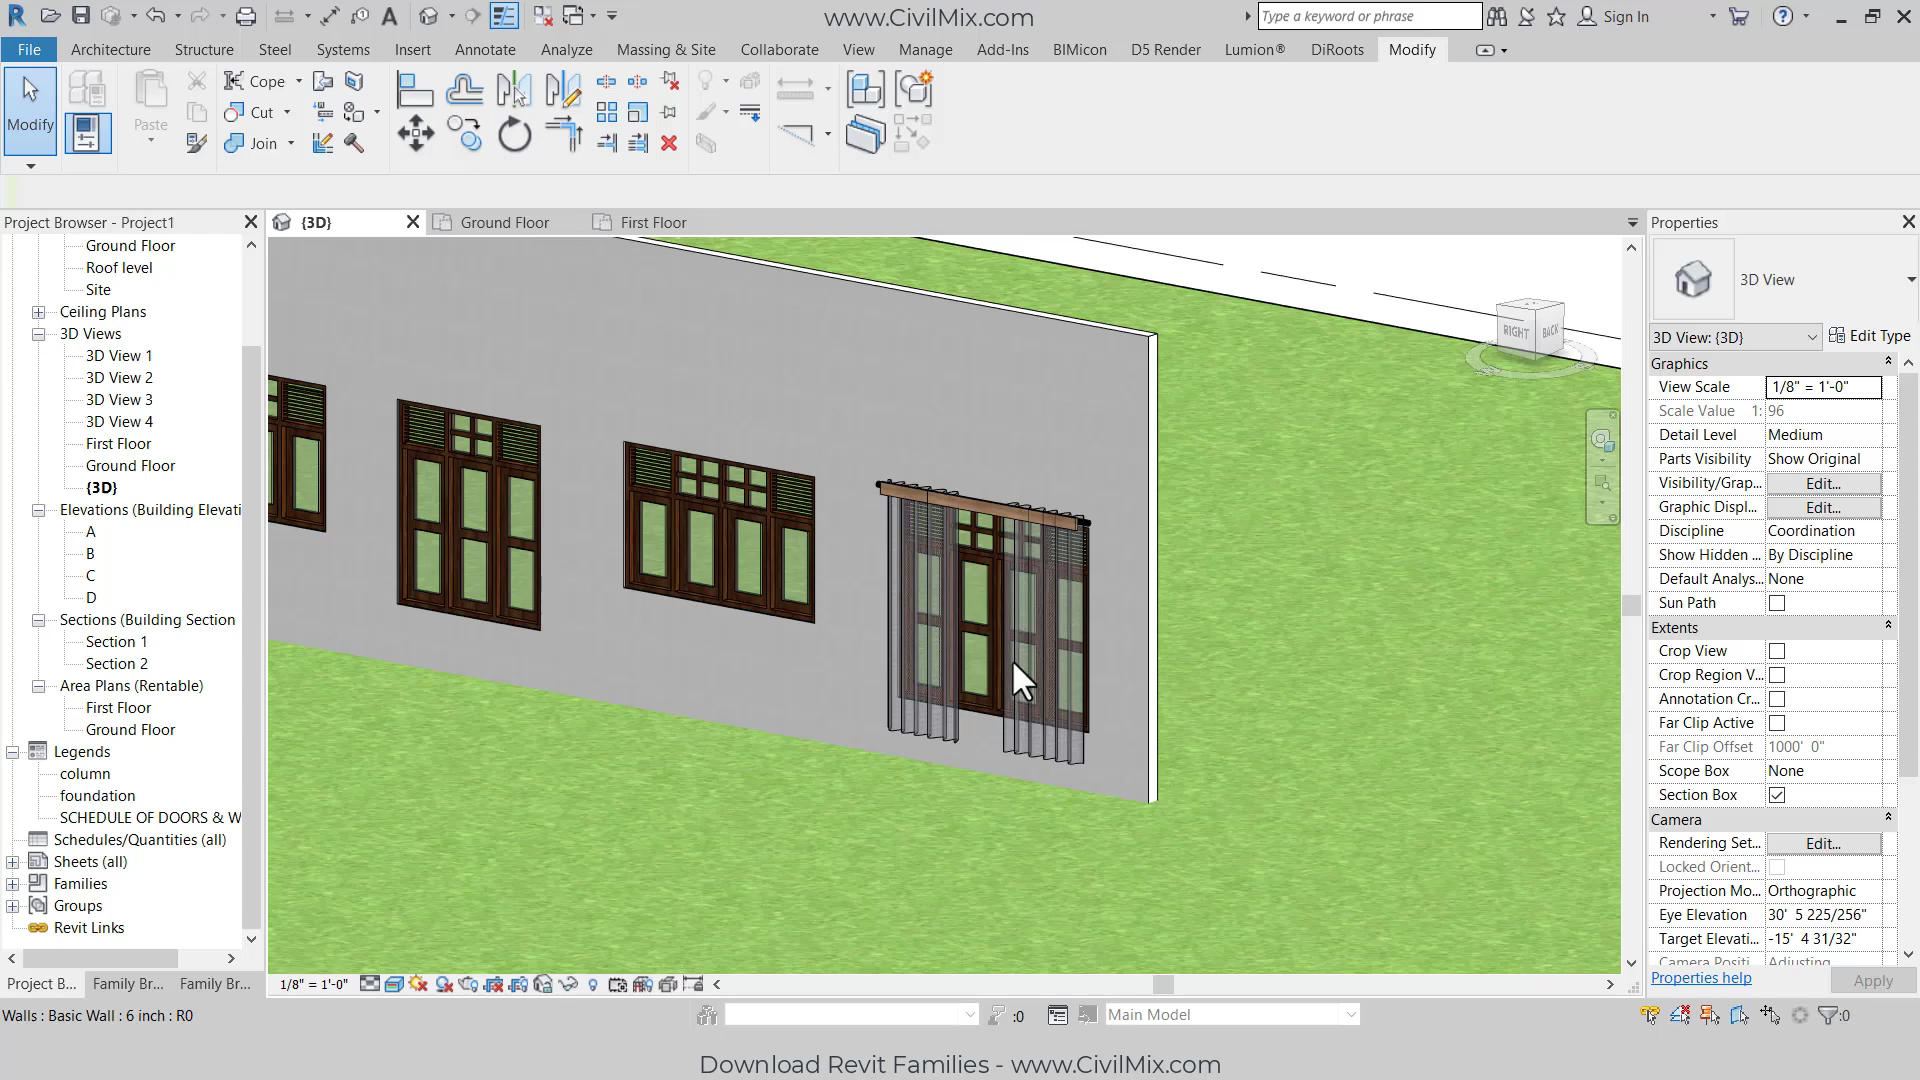 www.CivilMix.com
Type a keyword or phrase
Sign In
File
Architecture
Structure
Steel
Systems
Insert
Annotate
Analyze
Massing & Site
Collaborate
View
Manage
Add-Ins
BIMicon
D5 Render
Lumion®
DiRoots
Modify
Modify
Paste
Cope
Cut
Join
Project Browser - Project1
Ground Floor
Roof level
Site
Ceiling Plans
3D Views
3D View 1
3D View 2
3D View 3
3D View 4
First Floor
Ground Floor
{3D}
Elevations (Building Elevati
A
B
C
D
Sections (Building Section
Section 1
Section 2
Area Plans (Rentable)
First Floor
Ground Floor
Legends
column
foundation
SCHEDULE OF DOORS & W
Schedules/Quantities (all)
Sheets (all)
Families
Groups
Revit Links
Project B...
Family Br...
Family Br...
{3D}
Ground Floor
First Floor
RIGHT
BACK
1/8" = 1'-0"
Properties
3D View
3D View: {3D}
Edit Type
Graphics
View Scale 1/8" = 1'-0"
Scale Value 1: 96
Detail Level Medium
Parts Visibility Show Original
Visibility/Grap... Edit...
Graphic Displ... Edit...
Discipline Coordination
Show Hidden ... By Discipline
Default Analys... None
Sun Path
Extents
Crop View
Crop Region V...
Annotation Cr...
Far Clip Active
Far Clip Offset 1000' 0"
Scope Box None
Section Box
Camera
Rendering Set... Edit...
Locked Orient...
Projection Mo... Orthographic
Eye Elevation 30' 5 225/256"
Target Elevati... -15' 4 31/32"
Camera Positi... Adjusting
Properties help
Apply
Walls : Basic Wall : 6 inch : R0
:0
Main Model
:0
Download Revit Families - www.CivilMix.com